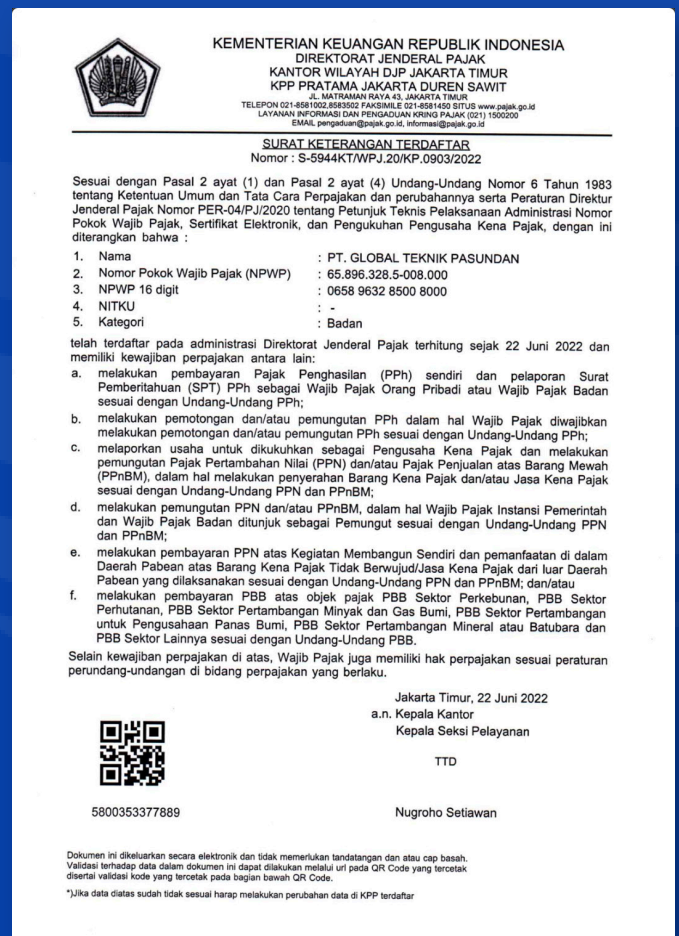 KEMENTERIAN KEUANGAN REPUBLIK INDONESIA
DIREKTORAT JENDERAL PAJAK
KANTOR WILAYAH DJP JAKARTA TIMUR
KPP PRATAMA JAKARTA DUREN SAWIT
JL. MATRAMAN RAYA 43, JAKARTA TIMUR
TELEPON 021-8581002,8583502 FAKSIMILE 021-8581450 SITUS www.pajak.go.id
LAYANAN INFORMASI DAN PENGADUAN KRING PAJAK (021) 1500200
EMAIL pengaduan@pajak.go.id, informasi@pajak.go.id
SURAT KETERANGAN TERDAFTAR
Nomor : S-5944KT/WPJ.20/KP.0903/2022
Sesuai dengan Pasal 2 ayat (1) dan Pasal 2 ayat (4) Undang-Undang Nomor 6 Tahun 1983
tentang Ketentuan Umum dan Tata Cara Perpajakan dan perubahannya serta Peraturan Direktur
Jenderal Pajak Nomor PER-04/PJ/2020 tentang Petunjuk Teknis Pelaksanaan Administrasi Nomor
Pokok Wajib Pajak, Sertifikat Elektronik, dan Pengukuhan Pengusaha Kena Pajak, dengan ini
diterangkan bahwa :
1. Nama : PT. GLOBAL TEKNIK PASUNDAN
2. Nomor Pokok Wajib Pajak (NPWP) : 65.896.328.5-008.000
3. NPWP 16 digit : 0658 9632 8500 8000
4. NITKU : -
5. Kategori : Badan
telah terdaftar pada administrasi Direktorat Jenderal Pajak terhitung sejak 22 Juni 2022 dan
memiliki kewajiban perpajakan antara lain:
a. melakukan pembayaran Pajak Penghasilan (PPh) sendiri dan pelaporan Surat
Pemberitahuan (SPT) PPh sebagai Wajib Pajak Orang Pribadi atau Wajib Pajak Badan
sesuai dengan Undang-Undang PPh;
b. melakukan pemotongan dan/atau pemungutan PPh dalam hal Wajib Pajak diwajibkan
melakukan pemotongan dan/atau pemungutan PPh sesuai dengan Undang-Undang PPh;
c. melaporkan usaha untuk dikukuhkan sebagai Pengusaha Kena Pajak dan melakukan
pemungutan Pajak Pertambahan Nilai (PPN) dan/atau Pajak Penjualan atas Barang Mewah
(PPnBM), dalam hal melakukan penyerahan Barang Kena Pajak dan/atau Jasa Kena Pajak
sesuai dengan Undang-Undang PPN dan PPnBM;
d. melakukan pemungutan PPN dan/atau PPnBM, dalam hal Wajib Pajak Instansi Pemerintah
dan Wajib Pajak Badan ditunjuk sebagai Pemungut sesuai dengan Undang-Undang PPN
dan PPnBM;
e. melakukan pembayaran PPN atas Kegiatan Membangun Sendiri dan pemanfaatan di dalam
Daerah Pabean atas Barang Kena Pajak Tidak Berwujud/Jasa Kena Pajak dari luar Daerah
Pabean yang dilaksanakan sesuai dengan Undang-Undang PPN dan PPnBM; dan/atau
f. melakukan pembayaran PBB atas objek pajak PBB Sektor Perkebunan, PBB Sektor
Perhutanan, PBB Sektor Pertambangan Minyak dan Gas Bumi, PBB Sektor Pertambangan
untuk Pengusahaan Panas Bumi, PBB Sektor Pertambangan Mineral atau Batubara dan
PBB Sektor Lainnya sesuai dengan Undang-Undang PBB.
Selain kewajiban perpajakan di atas, Wajib Pajak juga memiliki hak perpajakan sesuai peraturan
perundang-undangan di bidang perpajakan yang berlaku.
Jakarta Timur, 22 Juni 2022
a.n. Kepala Kantor
Kepala Seksi Pelayanan
TTD
5800353377889
Nugroho Setiawan
Dokumen ini dikeluarkan secara elektronik dan tidak memerlukan tandatangan dan atau cap basah.
Validasi terhadap data dalam dokumen ini dapat dilakukan melalui url pada QR Code yang tercetak
disertai validasi kode yang tercetak pada bagian bawah QR Code.
*)Jika data diatas sudah tidak sesuai harap melakukan perubahan data di KPP terdaftar